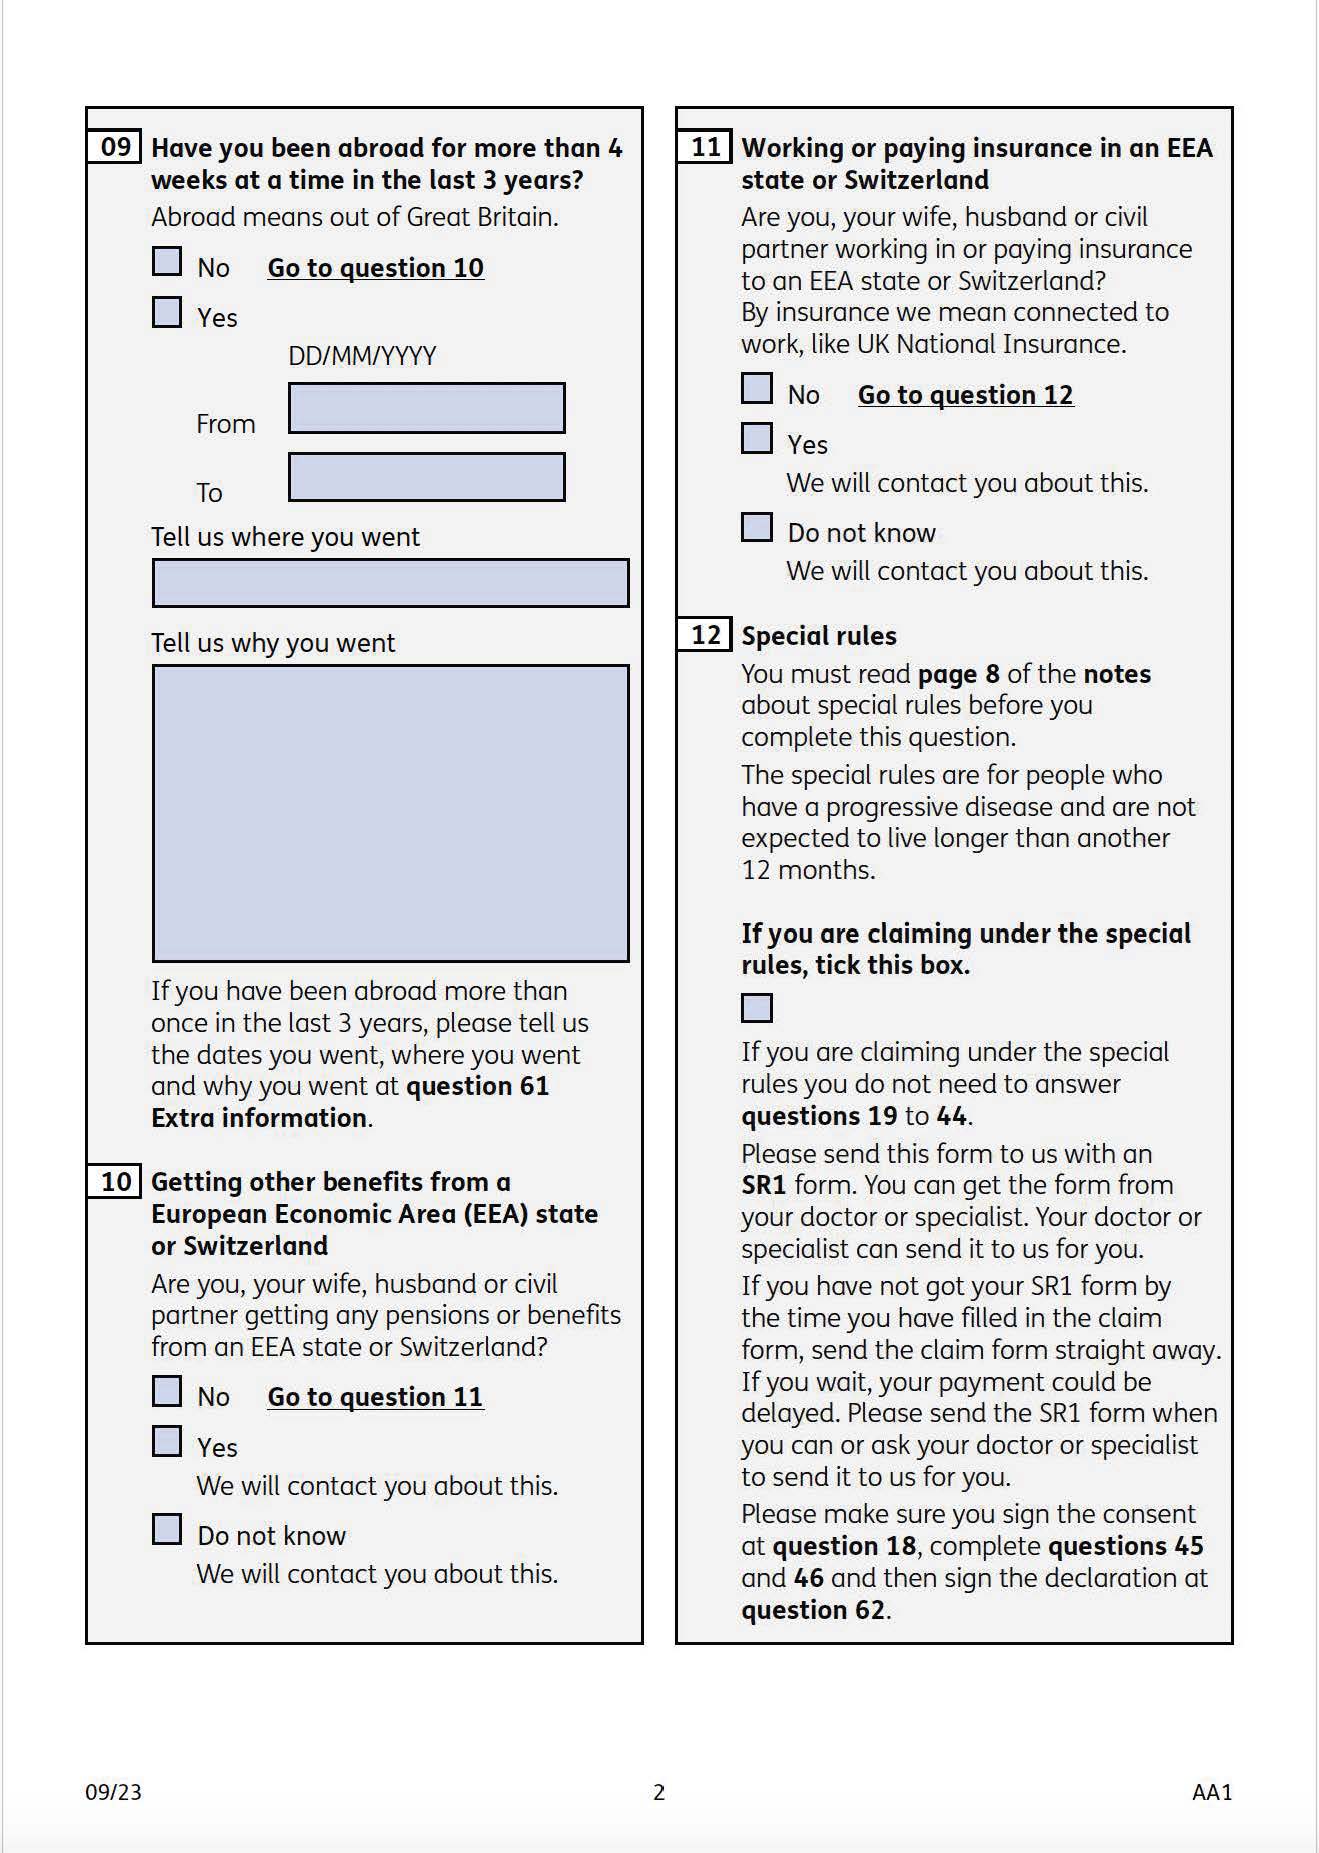 09 Have you been abroad for more than 4
weeks at a time in the last 3 years?
Abroad means out of Great Britain.
No Go to question 10
Yes
DD/MM/YYYY
From
To
Tell us where you went
Tell us why you went
If you have been abroad more than
once in the last 3 years, please tell us
the dates you went, where you went
and why you went at question 61
Extra information.
10 Getting other benefits from a
European Economic Area (EEA) state
or Switzerland
Are you, your wife, husband or civil
partner getting any pensions or benefits
from an EEA state or Switzerland?
No Go to question 11
Yes
We will contact you about this.
Do not know
We will contact you about this.
11 Working or paying insurance in an EEA
state or Switzerland
Are you, your wife, husband or civil
partner working in or paying insurance
to an EEA state or Switzerland?
By insurance we mean connected to
work, like UK National Insurance.
No Go to question 12
Yes
We will contact you about this.
Do not know
We will contact you about this.
12 Special rules
You must read page 8 of the notes
about special rules before you
complete this question.
The special rules are for people who
have a progressive disease and are not
expected to live longer than another
12 months.
If you are claiming under the special
rules, tick this box.
If you are claiming under the special
rules you do not need to answer
questions 19 to 44.
Please send this form to us with an
SR1 form. You can get the form from
your doctor or specialist. Your doctor or
specialist can send it to us for you.
If you have not got your SR1 form by
the time you have filled in the claim
form, send the claim form straight away.
If you wait, your payment could be
delayed. Please send the SR1 form when
you can or ask your doctor or specialist
to send it to us for you.
Please make sure you sign the consent
at question 18, complete questions 45
and 46 and then sign the declaration at
question 62.
09/23 2 AA1